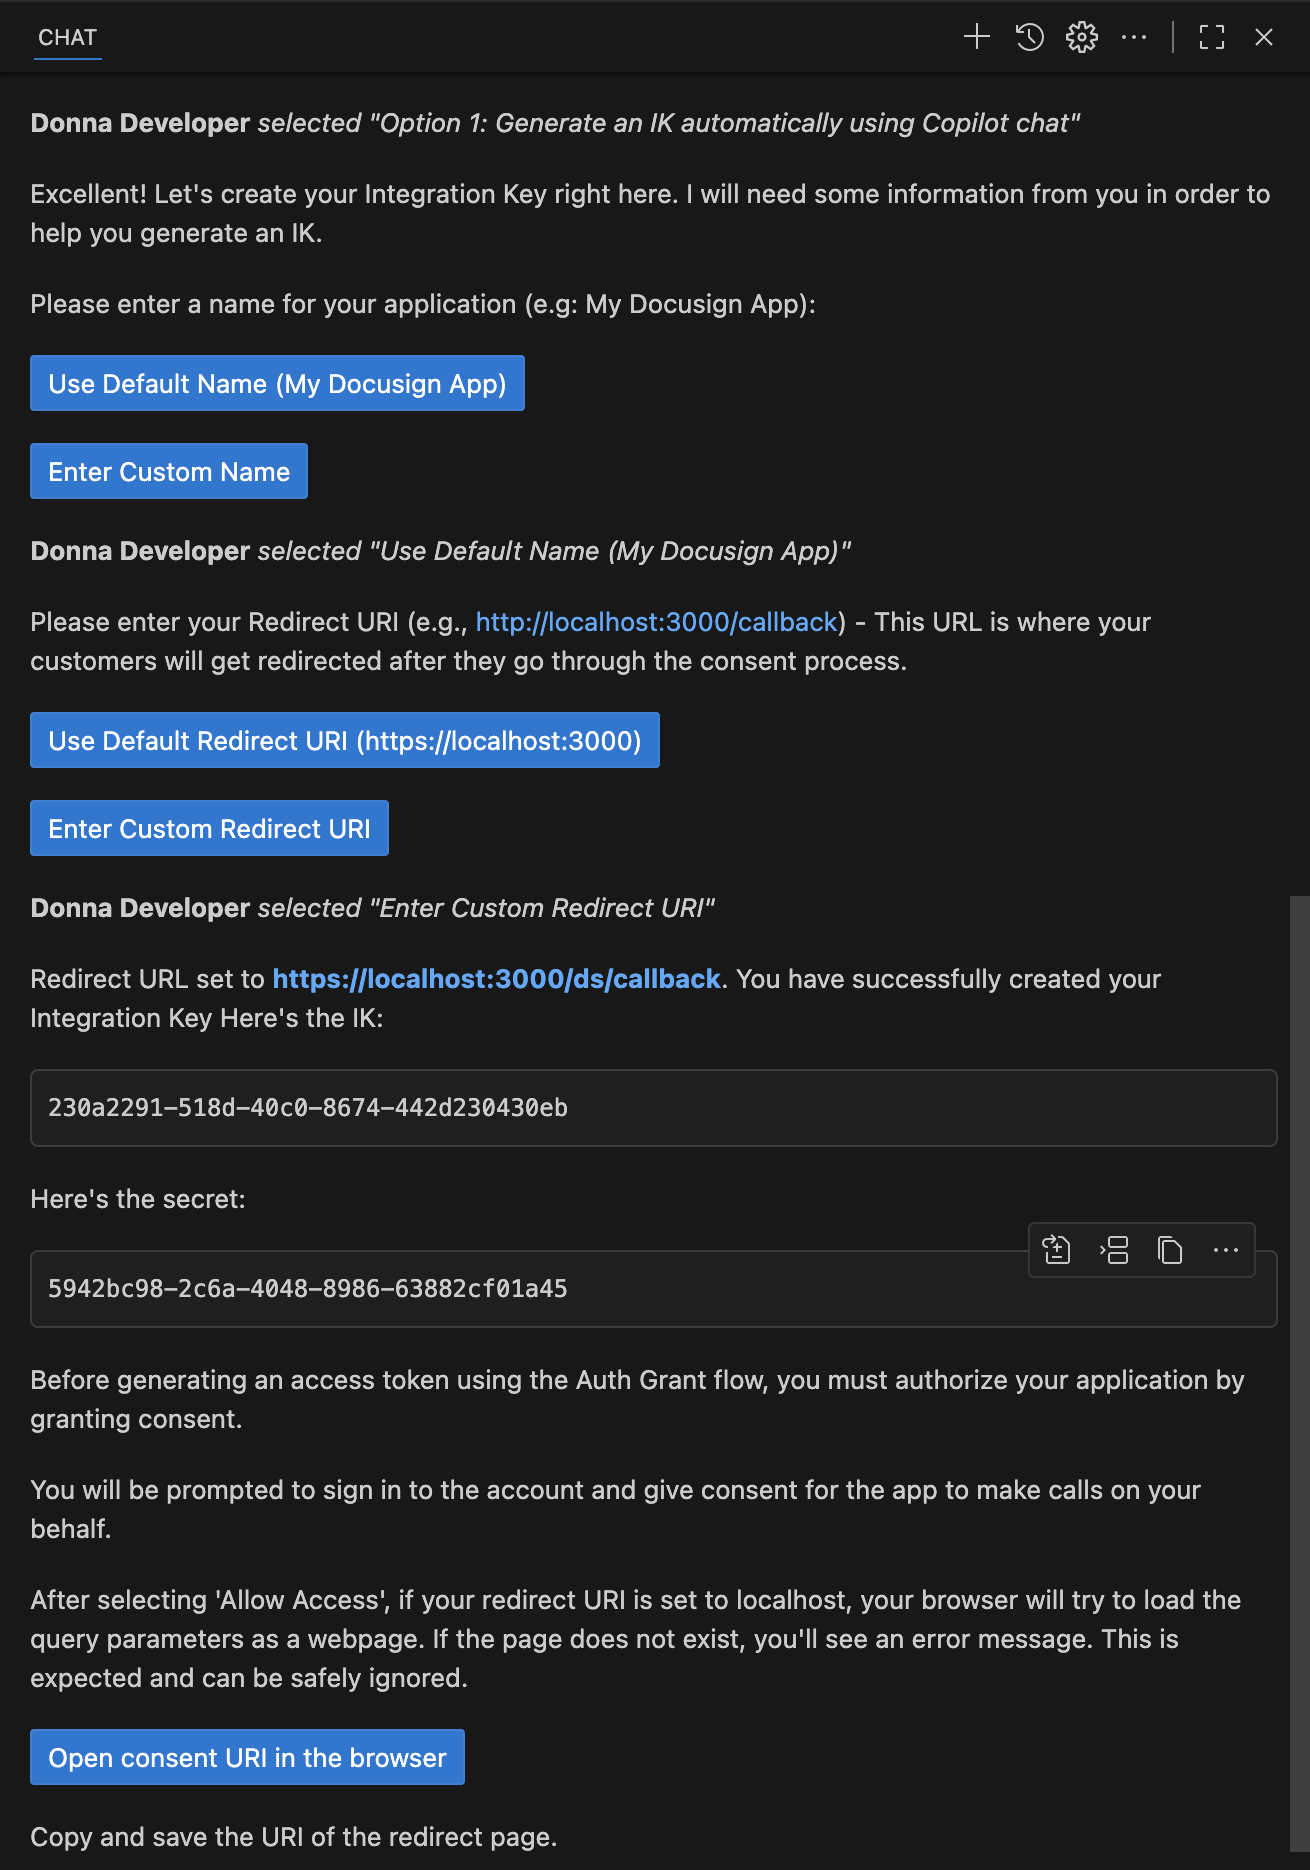 CHAT
Donna Developer selected "Option 1: Generate an IK automatically using Copilot chat"
Excellent! Let's create your Integration Key right here. I will need some information from you in order to
help you generate an IK.
Please enter a name for your application (e.g: My Docusign App):
Use Default Name (My Docusign App)
Enter Custom Name
Donna Developer selected "Use Default Name (My Docusign App)"
Please enter your Redirect URI (e.g., http://localhost:3000/callback) - This URL is where your
customers will get redirected after they go through the consent process.
Use Default Redirect URI (https://localhost:3000)
Enter Custom Redirect URI
Donna Developer selected "Enter Custom Redirect URI"
Redirect URL set to https://localhost:3000/ds/callback. You have successfully created your
Integration Key Here's the IK:
230a2291-518d-40c0-8674-442d230430eb
Here's the secret:
5942bc98-2c6a-4048-8986-63882cf01a45
Before generating an access token using the Auth Grant flow, you must authorize your application by
granting consent.
You will be prompted to sign in to the account and give consent for the app to make calls on your
behalf.
After selecting 'Allow Access', if your redirect URI is set to localhost, your browser will try to load the
query parameters as a webpage. If the page does not exist, you'll see an error message. This is
expected and can be safely ignored.
Open consent URI in the browser
Copy and save the URI of the redirect page.